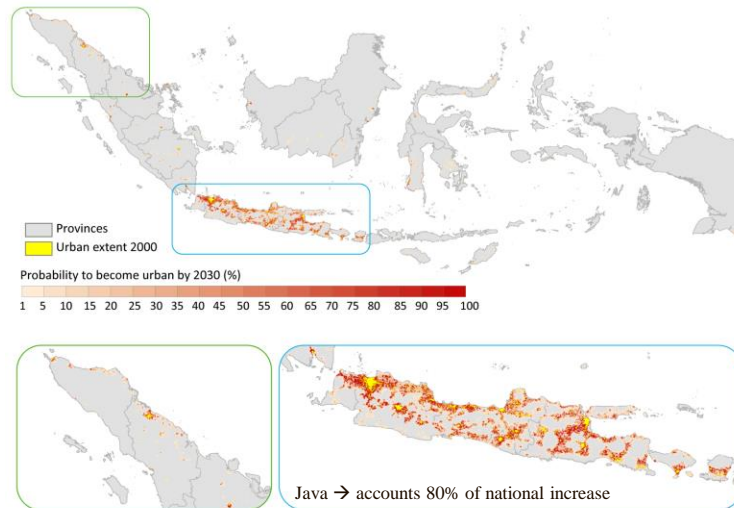 Provinces
Urban extent 2000
Probability to become urban by 2030 (%)
1 5 10 15 20 25 30 35 40 45 50 55 60 65 70 75 80 85 90 95 100
Java → accounts 80% of national increase